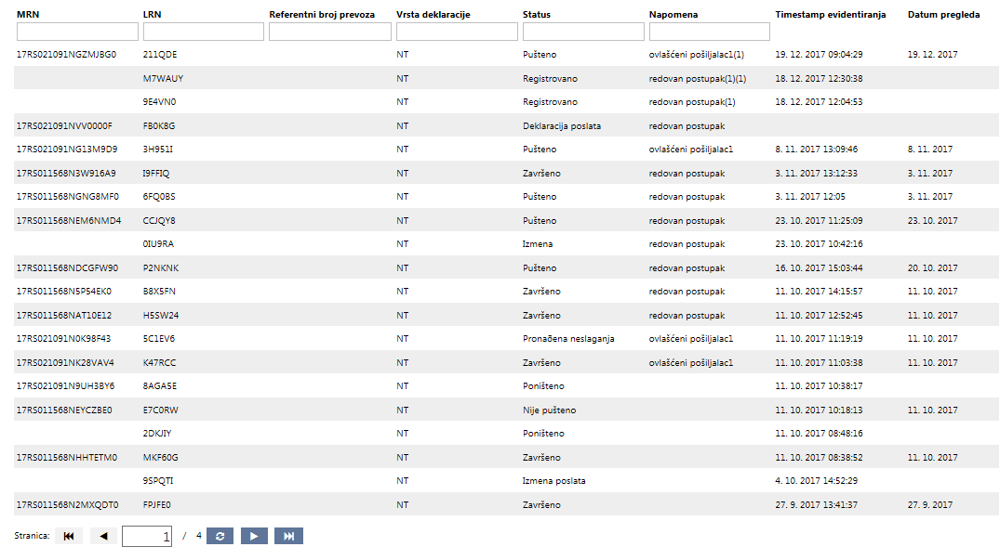 MRN LRN Referentni broj prevoza Vrsta deklaracije Status Napomena Timestamp evidentiranja Datum pregleda
17RS021091NGZMJBG0 211QDE NT Pušteno ovlašćeni pošiljalac1(1) 19. 12. 2017 09:04:29 19. 12. 2017
M7WAUY NT Registrovano redovan postupak(1)(1) 18. 12. 2017 12:30:38
9E4VN0 NT Registrovano redovan postupak(1) 18. 12. 2017 12:04:53
17RS021091NVV0000F FB0K8G NT Deklaracija poslata redovan postupak
17RS021091NG13M9D9 3H951I NT Pušteno ovlašćeni pošiljalac1 8. 11. 2017 13:09:46 8. 11. 2017
17RS011568N3W916A9 I9FFIQ NT Završeno redovan postupak 3. 11. 2017 13:12:33 3. 11. 2017
17RS011568NGNG8MF0 6FQ0BS NT Pušteno redovan postupak 3. 11. 2017 12:05 3. 11. 2017
17RS011568NEM6NMD4 CCJQY8 NT Pušteno redovan postupak 23. 10. 2017 11:25:09 23. 10. 2017
0IU9RA NT Izmena redovan postupak 23. 10. 2017 10:42:16
17RS011568NDCGFW90 P2NKNK NT Pušteno redovan postupak 16. 10. 2017 15:03:44 20. 10. 2017
17RS011568N5P54EK0 B8X5FN NT Završeno redovan postupak 11. 10. 2017 14:15:57 11. 10. 2017
17RS011568NAT10E12 H5SW24 NT Završeno redovan postupak 11. 10. 2017 12:52:45 11. 10. 2017
17RS021091N0K98F43 5C1EV6 NT Pronađena neslaganja ovlašćeni pošiljalac1 11. 10. 2017 11:19:19 11. 10. 2017
17RS021091NK28VAV4 K47RCC NT Završeno ovlašćeni pošiljalac1 11. 10. 2017 11:03:38 11. 10. 2017
17RS021091N9UH3BY6 8AGA5E NT Poništeno 11. 10. 2017 10:38:17
17RS011568NEYCZBE0 E7C0RW NT Nije pušteno 11. 10. 2017 10:18:13 11. 10. 2017
2DKJIY NT Poništeno 11. 10. 2017 08:48:16
17RS011568NHHTETM0 MKF60G NT Završeno 11. 10. 2017 08:38:52 11. 10. 2017
9SPQTI NT Izmena poslata 4. 10. 2017 14:52:29
17RS011568N2MXQDT0 FPJFE0 NT Završeno 27. 9. 2017 13:41:37 27. 9. 2017
Stranica: 1 / 4